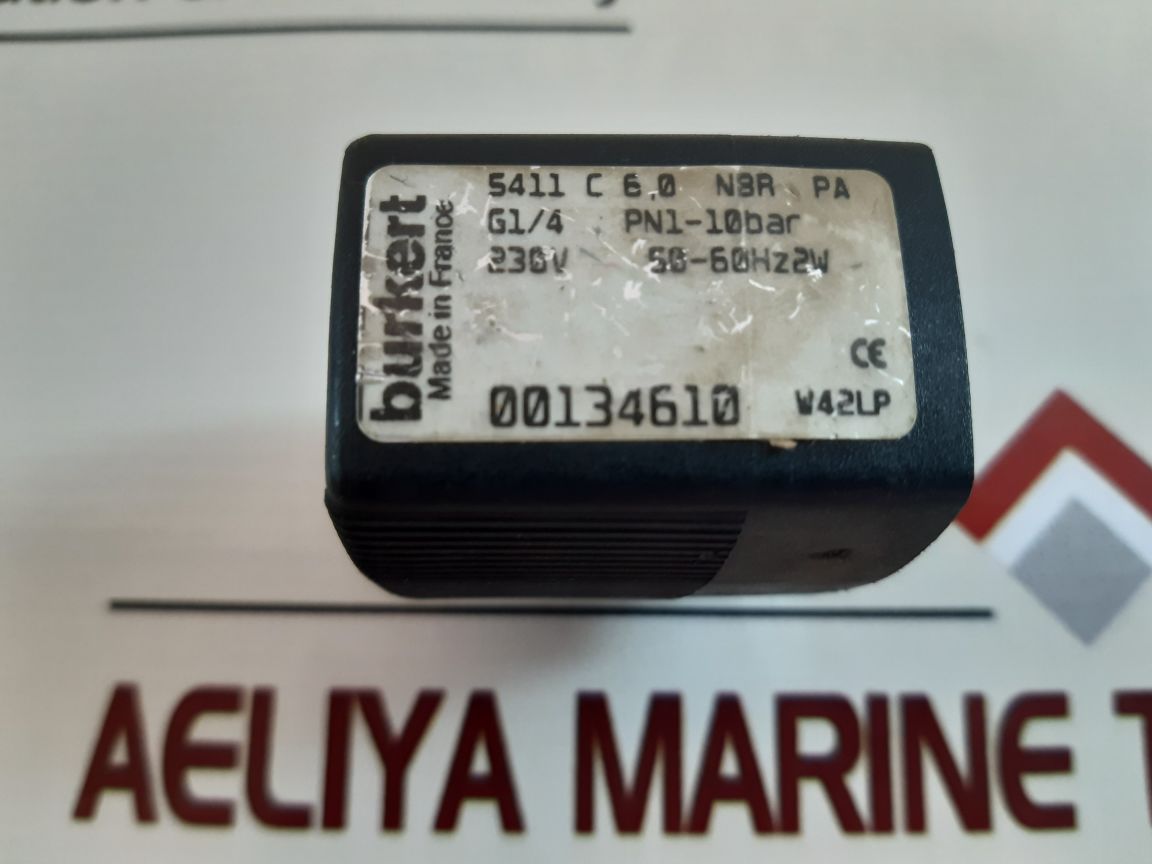 burkert
Made in France
5411 C 6,0 NBR PA
G1/4 PN1-10bar
230V 50-60Hz2W
CE
00134610 W42LP
AELIYA MARINE T